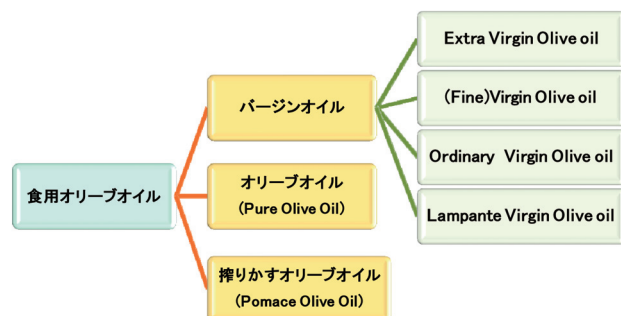 食用オリーブオイル
バージンオイル
オリーブオイル
(Pure Olive Oil)
搾りかすオリーブオイル
(Pomace Olive Oil)
Extra Virgin Olive oil
(Fine)Virgin Olive oil
Ordinary Virgin Olive oil
Lampante Virgin Olive oil